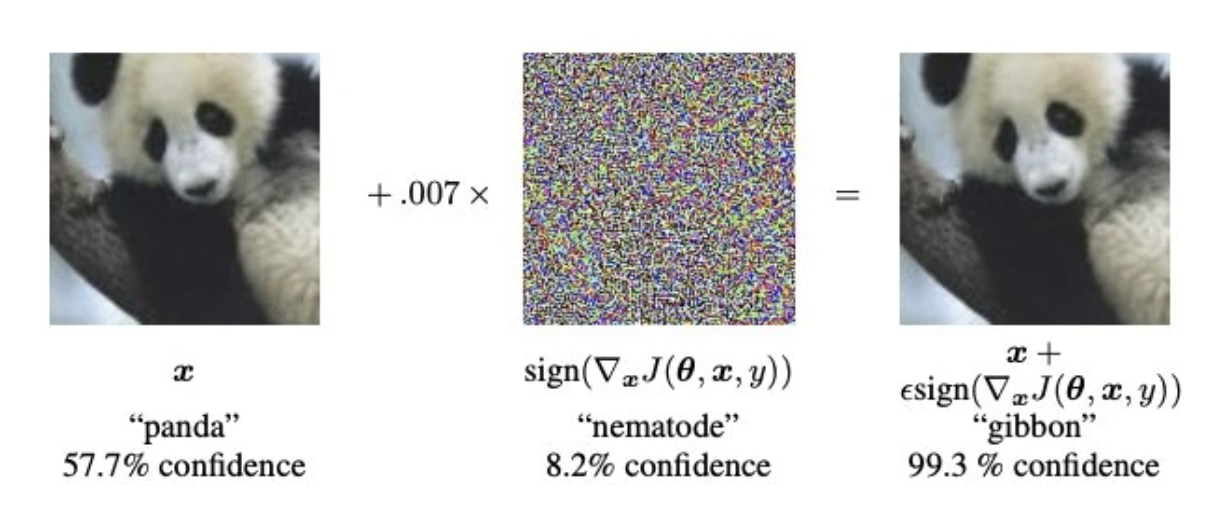 + .007 ×
=
x
sign(∇ₓJ(θ, x, y))
x +
ϵsign(∇ₓJ(θ, x, y))
“panda”
“nematode”
“gibbon”
57.7% confidence
8.2% confidence
99.3 % confidence